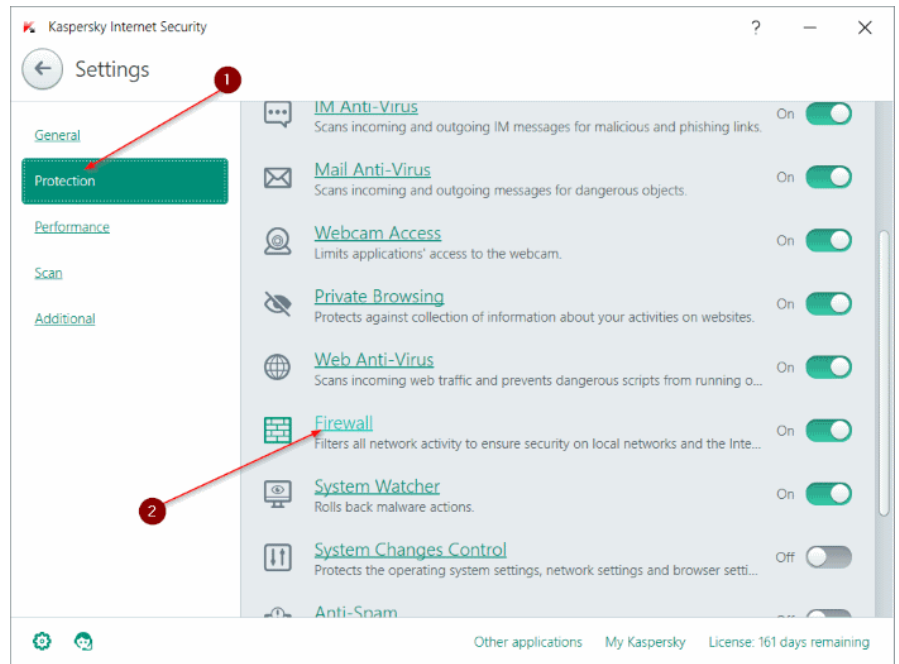 Kaspersky Internet Security
?
Settings
1
General
Protection
Performance
Scan
Additional
IM Anti-Virus
On
Scans incoming and outgoing IM messages for malicious and phishing links.
Mail Anti-Virus
On
Scans incoming and outgoing messages for dangerous objects.
Webcam Access
On
Limits applications' access to the webcam.
Private Browsing
On
Protects against collection of information about your activities on websites.
Web Anti-Virus
On
Scans incoming web traffic and prevents dangerous scripts from running o...
Firewall
On
Filters all network activity to ensure security on local networks and the Inte...
2
System Watcher
On
Rolls back malware actions.
System Changes Control
Off
Protects the operating system settings, network settings and browser setti...
Anti-Spam
Off
Other applications My Kaspersky License: 161 days remaining